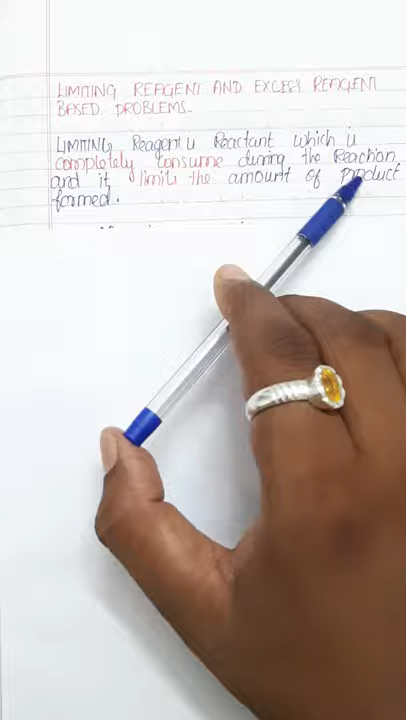 LIMITING REAGENT AND EXCESS REAGENT
BASED PROBLEMS.
LIMITING Reagent is Reactant which is
completely consume during the Reaction
and it limits the amount of product
formed.